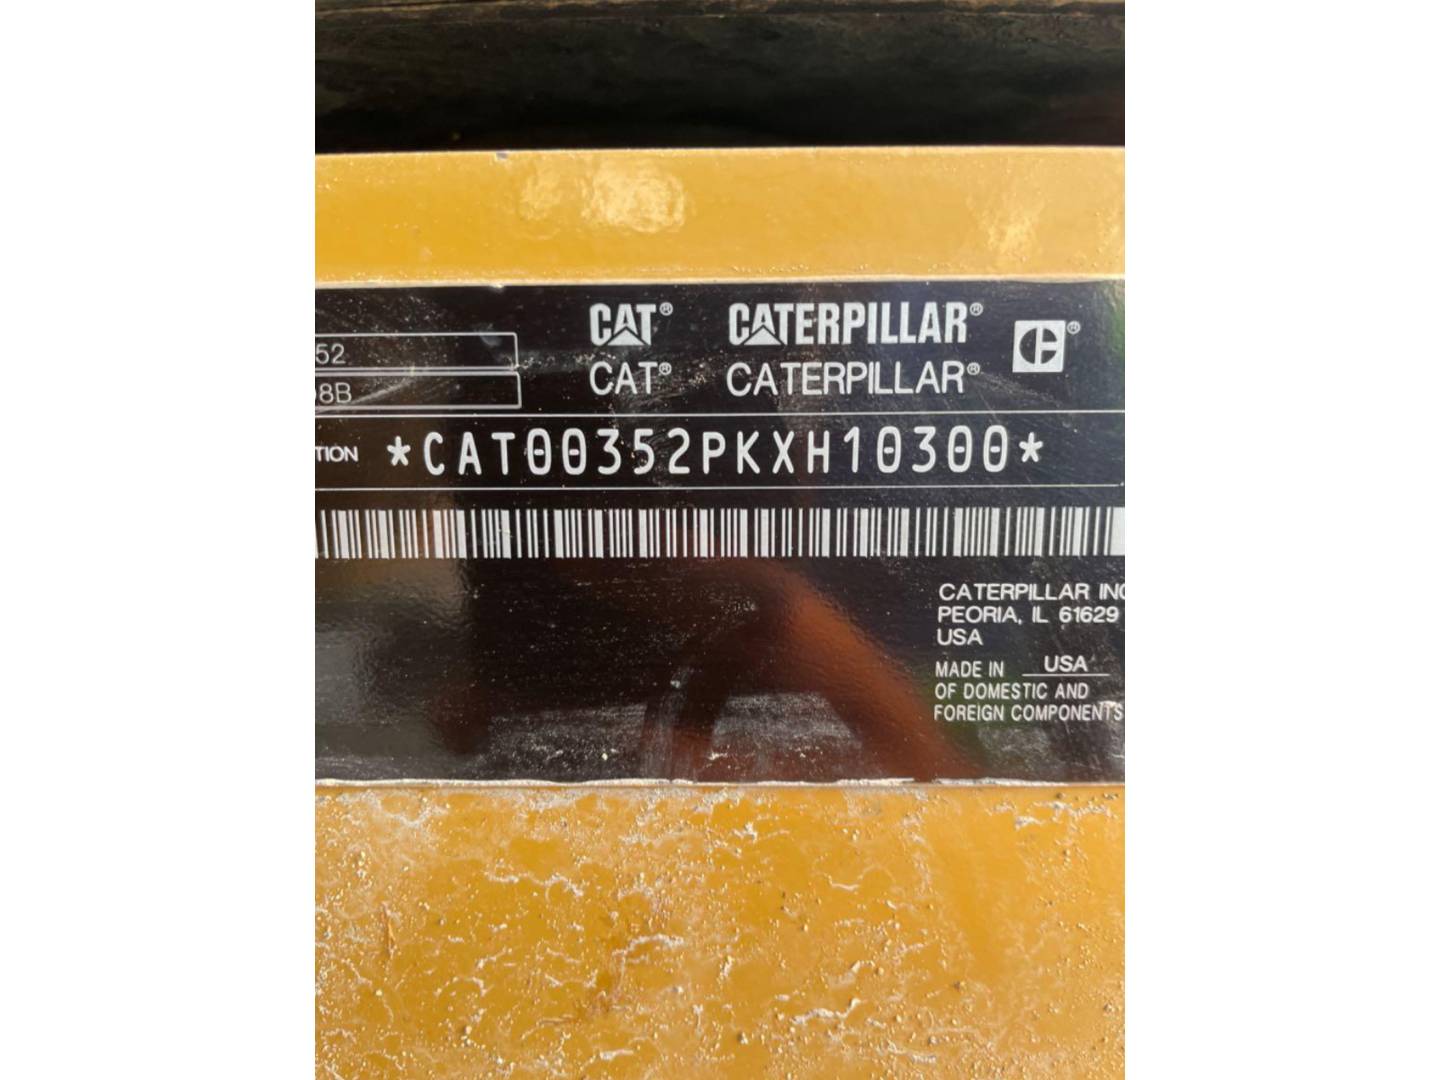 CAT® CATERPILLAR®
52
CAT® CATERPILLAR®
8B
TION *CAT00352PKXH10300*
CATERPILLAR INC
PEORIA, IL 61629
USA
MADE IN USA
OF DOMESTIC AND
FOREIGN COMPONENTS